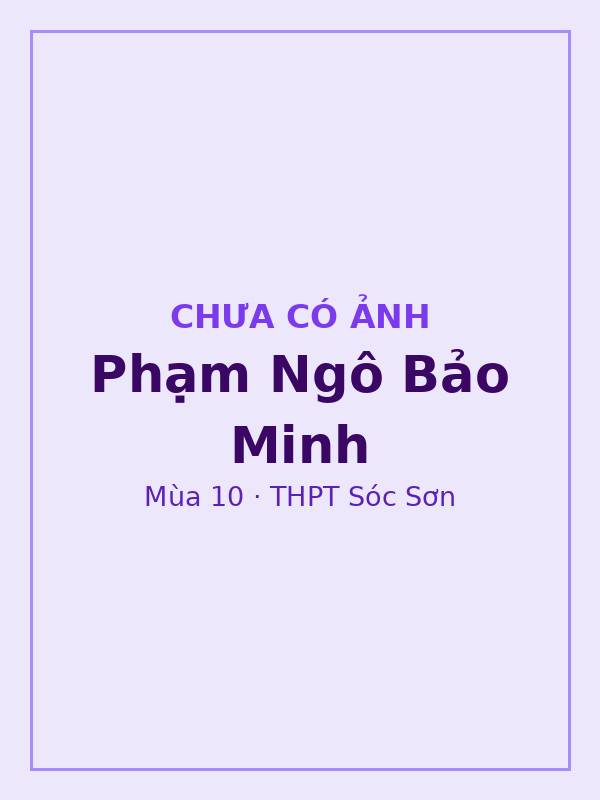 CHƯA CÓ ẢNH
Phạm Ngô Bảo
Minh
Mùa 10 · THPT Sóc Sơn